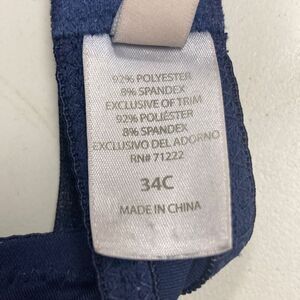 92% POLYESTER
8% SPANDEX
EXCLUSIVE OF TRIM
92% POLIÉSTER
8% SPANDEX
EXCLUSIVO DEL ADORNO
RN# 71222
34C
MADE IN CHINA